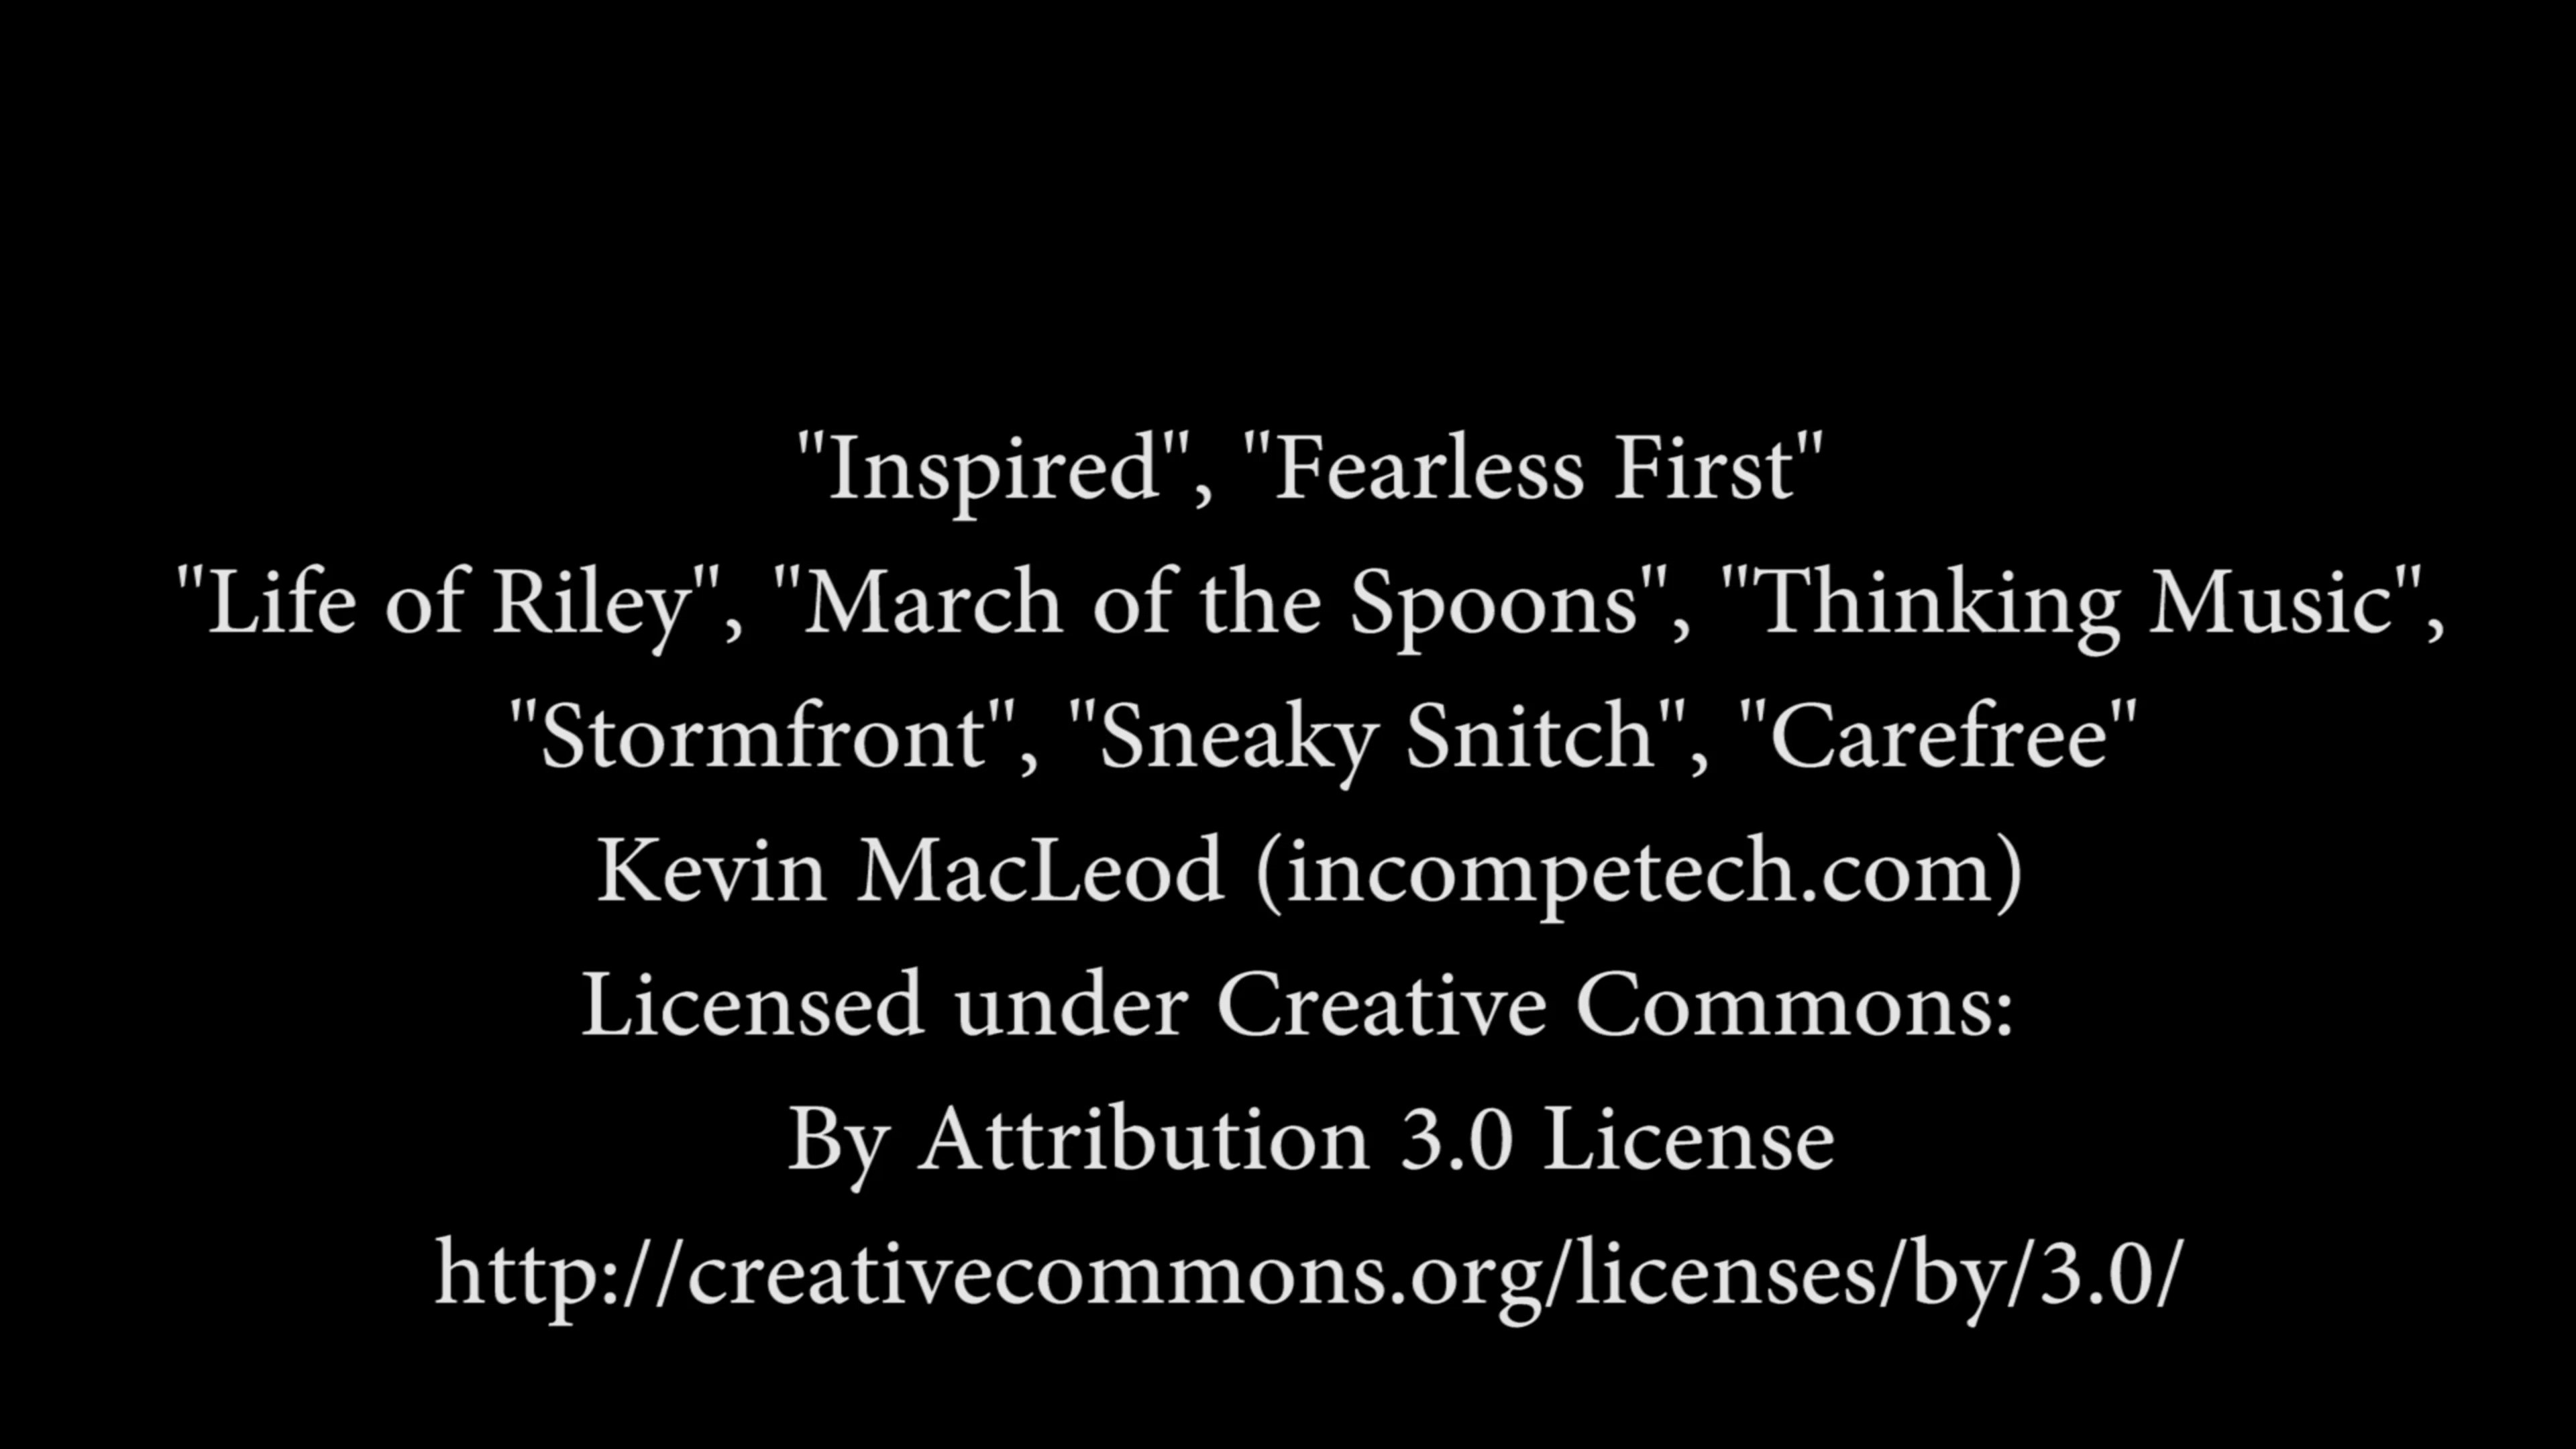 "Inspired", "Fearless First"
"Life of Riley", "March of the Spoons", "Thinking Music",
"Stormfront", "Sneaky Snitch", "Carefree"
Kevin MacLeod (incompetech.com)
Licensed under Creative Commons:
By Attribution 3.0 License
http://creativecommons.org/licenses/by/3.0/